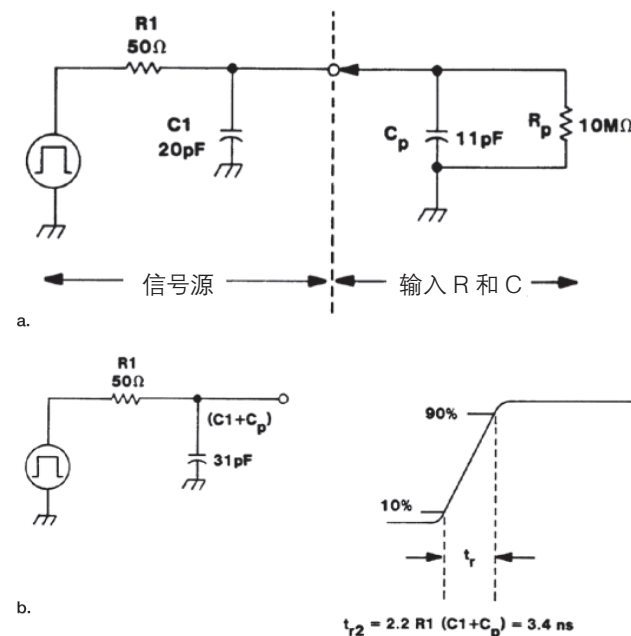 R1
50Ω
C1
20pF
Cp
11pF
Rp
10MΩ
信号源
输入 R 和 C
a.
R1
50Ω
(C1+Cp)
31pF
90%
10%
tr
b.
tr2 = 2.2 R1 (C1+Cp) = 3.4 ns